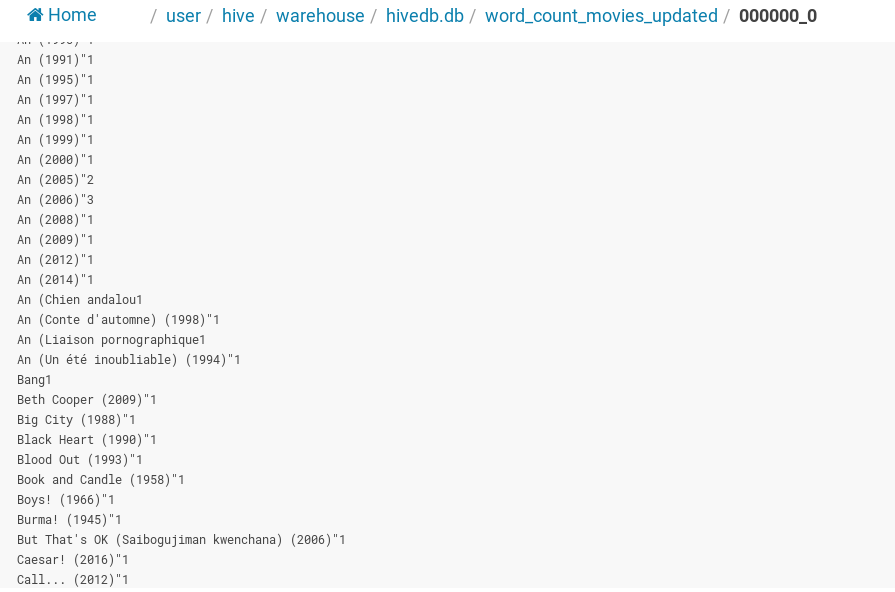 Home / user / hive / warehouse / hivedb.db / word_count_movies_updated / 000000_0
An (1991)"1
An (1995)"1
An (1997)"1
An (1998)"1
An (1999)"1
An (2000)"1
An (2005)"2
An (2006)"3
An (2008)"1
An (2009)"1
An (2012)"1
An (2014)"1
An (Chien andalou1
An (Conte d'automne) (1998)"1
An (Liaison pornographique1
An (Un été inoubliable) (1994)"1
Bang1
Beth Cooper (2009)"1
Big City (1988)"1
Black Heart (1990)"1
Blood Out (1993)"1
Book and Candle (1958)"1
Boys! (1966)"1
Burma! (1945)"1
But That's OK (Saibogujiman kwenchana) (2006)"1
Caesar! (2016)"1
Call... (2012)"1